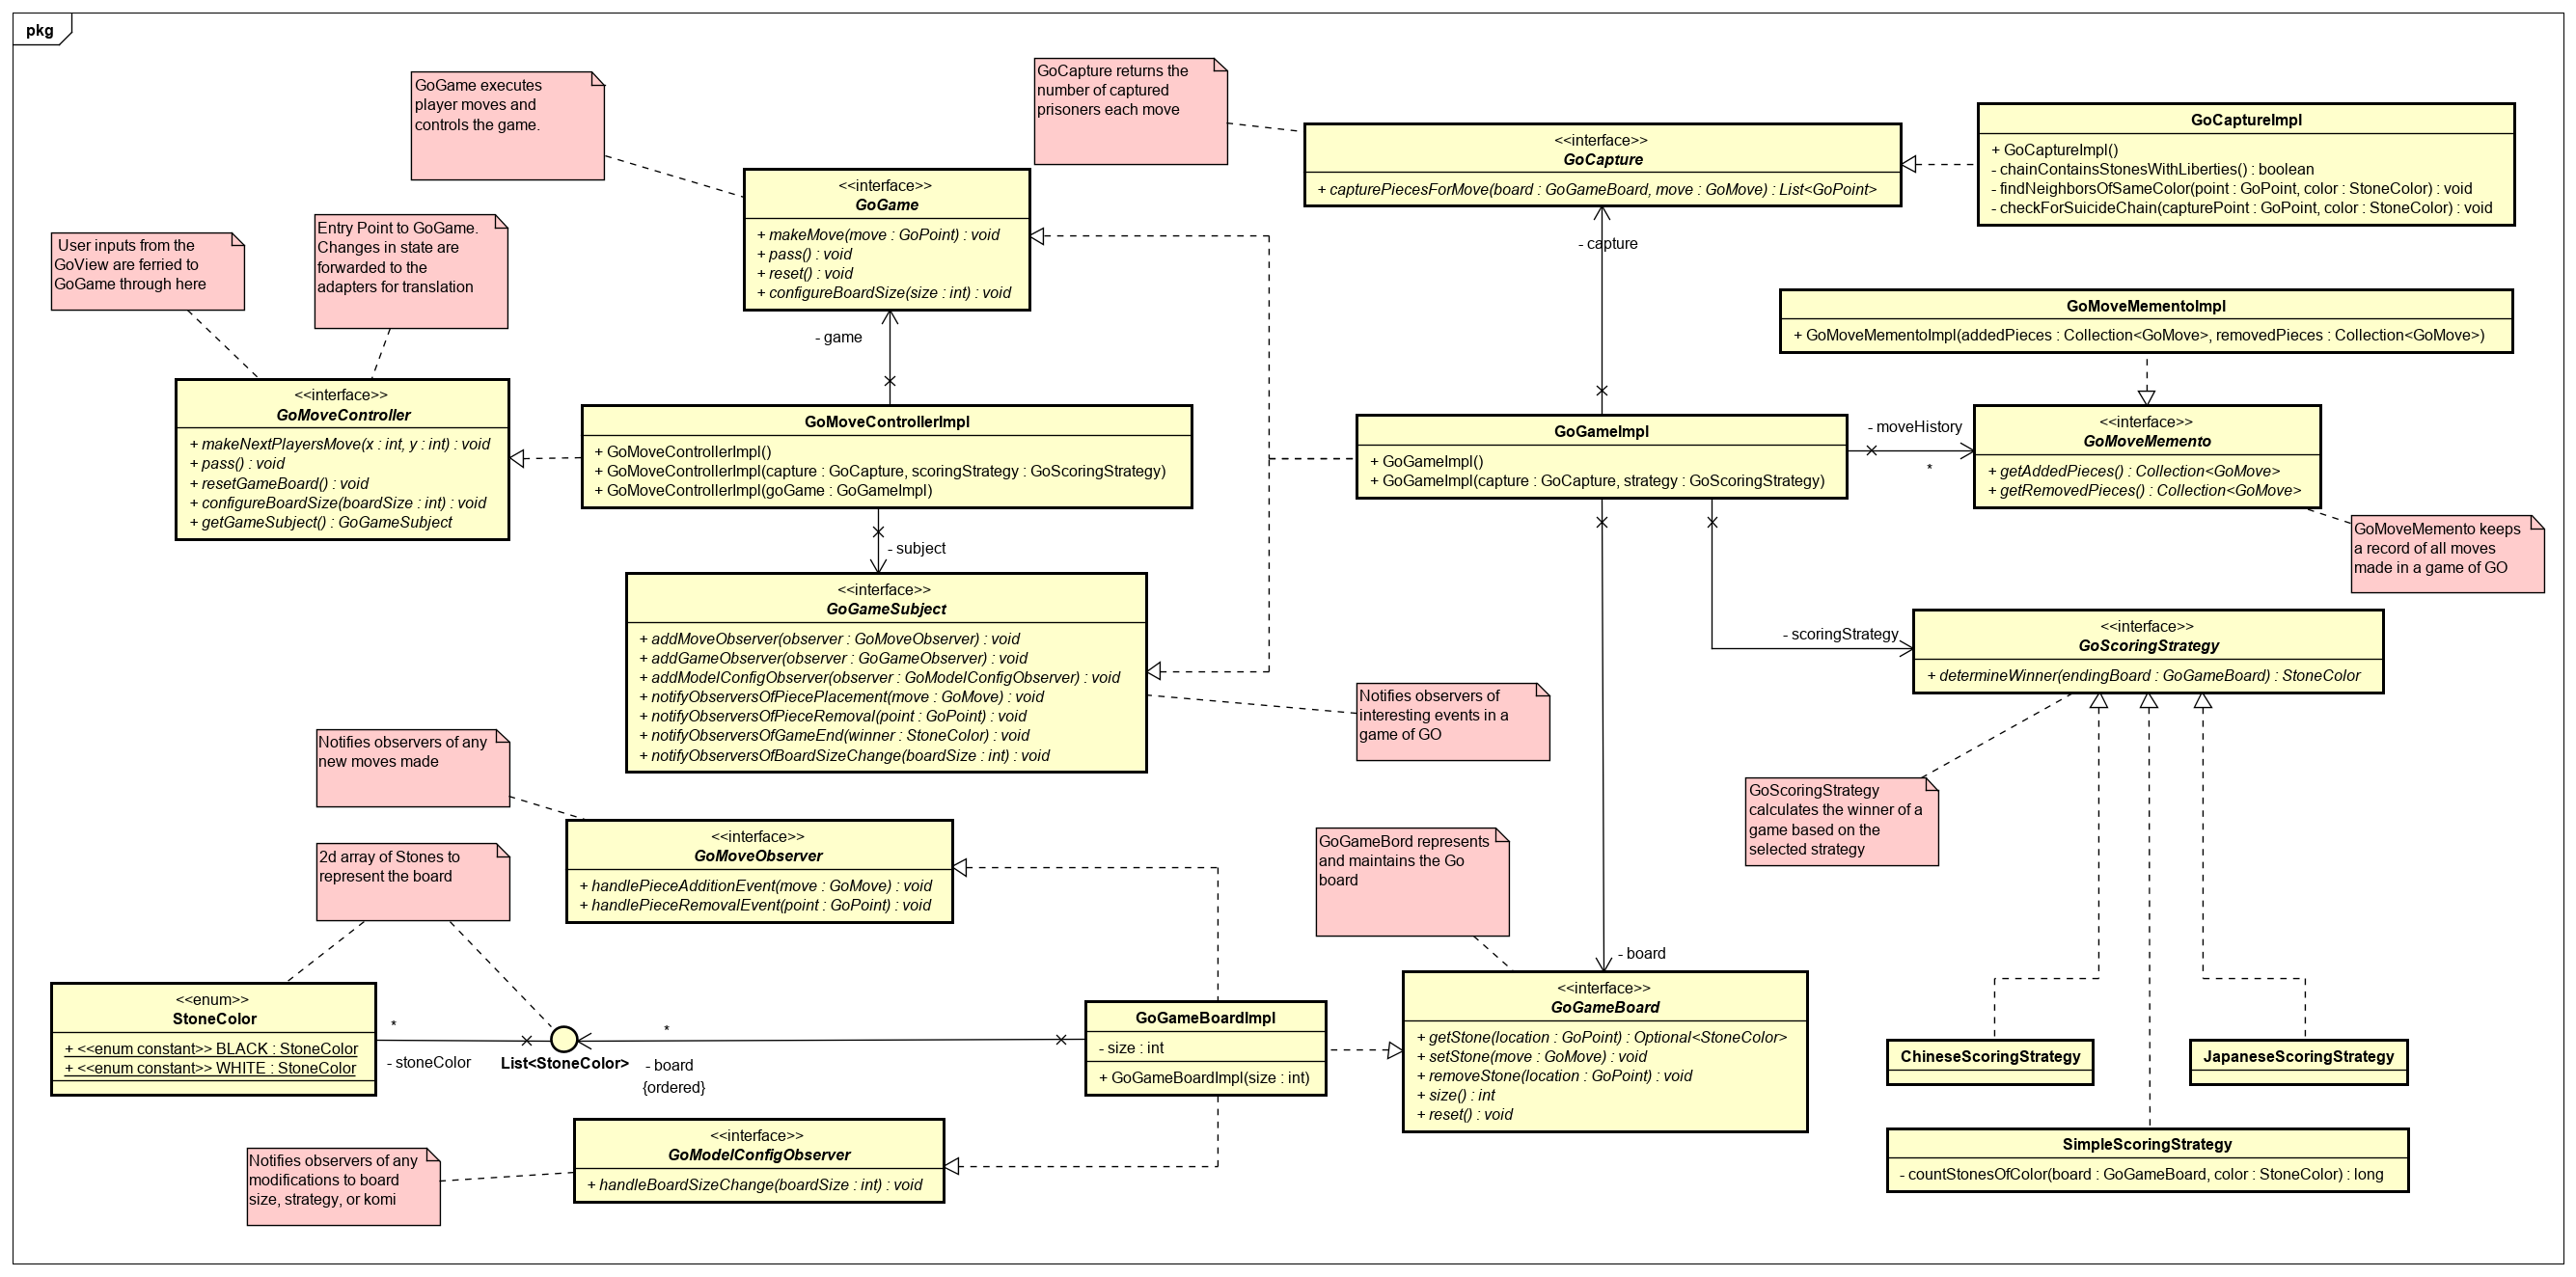 pkg
GoGame executes
player moves and
controls the game.
GoCapture returns the
number of captured
prisoners each move
<<interface>>
GoCapture
+ capturePiecesForMove(board : GoGameBoard, move : GoMove) : List<GoPoint>
GoCaptureImpl
+ GoCaptureImpl()
- chainContainsStonesWithLiberties() : boolean
- findNeighborsOfSameColor(point : GoPoint, color : StoneColor) : void
- checkForSuicideChain(capturePoint : GoPoint, color : StoneColor) : void
<<interface>>
GoGame
+ makeMove(move : GoPoint) : void
+ pass() : void
+ reset() : void
+ configureBoardSize(size : int) : void
User inputs from the
GoView are ferried to
GoGame through here
Entry Point to GoGame.
Changes in state are
forwarded to the
adapters for translation
- capture
- game
GoMoveMementoImpl
+ GoMoveMementoImpl(addedPieces : Collection<GoMove>, removedPieces : Collection<GoMove>)
<<interface>>
GoMoveController
+ makeNextPlayersMove(x : int, y : int) : void
+ pass() : void
+ resetGameBoard() : void
+ configureBoardSize(boardSize : int) : void
+ getGameSubject() : GoGameSubject
GoMoveControllerImpl
+ GoMoveControllerImpl()
+ GoMoveControllerImpl(capture : GoCapture, scoringStrategy : GoScoringStrategy)
+ GoMoveControllerImpl(goGame : GoGameImpl)
GoGameImpl
+ GoGameImpl()
+ GoGameImpl(capture : GoCapture, strategy : GoScoringStrategy)
- moveHistory
*
<<interface>>
GoMoveMemento
+ getAddedPieces() : Collection<GoMove>
+ getRemovedPieces() : Collection<GoMove>
GoMoveMemento keeps
a record of all moves
made in a game of GO
- subject
<<interface>>
GoGameSubject
+ addMoveObserver(observer : GoMoveObserver) : void
+ addGameObserver(observer : GoGameObserver) : void
+ addModelConfigObserver(observer : GoModelConfigObserver) : void
+ notifyObserversOfPiecePlacement(move : GoMove) : void
+ notifyObserversOfPieceRemoval(point : GoPoint) : void
+ notifyObserversOfGameEnd(winner : StoneColor) : void
+ notifyObserversOfBoardSizeChange(boardSize : int) : void
- scoringStrategy
<<interface>>
GoScoringStrategy
+ determineWinner(endingBoard : GoGameBoard) : StoneColor
Notifies observers of
interesting events in a
game of GO
Notifies observers of any
new moves made
GoScoringStrategy
calculates the winner of a
game based on the
selected strategy
<<interface>>
GoMoveObserver
+ handlePieceAdditionEvent(move : GoMove) : void
+ handlePieceRemovalEvent(point : GoPoint) : void
2d array of Stones to
represent the board
GoGameBord represents
and maintains the Go
board
- board
<<enum>>
StoneColor
+ <<enum constant>> BLACK : StoneColor
+ <<enum constant>> WHITE : StoneColor
*
- stoneColor
List<StoneColor>
*
- board
{ordered}
GoGameBoardImpl
- size : int
+ GoGameBoardImpl(size : int)
<<interface>>
GoGameBoard
+ getStone(location : GoPoint) : Optional<StoneColor>
+ setStone(move : GoMove) : void
+ removeStone(location : GoPoint) : void
+ size() : int
+ reset() : void
ChineseScoringStrategy
JapaneseScoringStrategy
<<interface>>
GoModelConfigObserver
+ handleBoardSizeChange(boardSize : int) : void
Notifies observers of any
modifications to board
size, strategy, or komi
SimpleScoringStrategy
- countStonesOfColor(board : GoGameBoard, color : StoneColor) : long